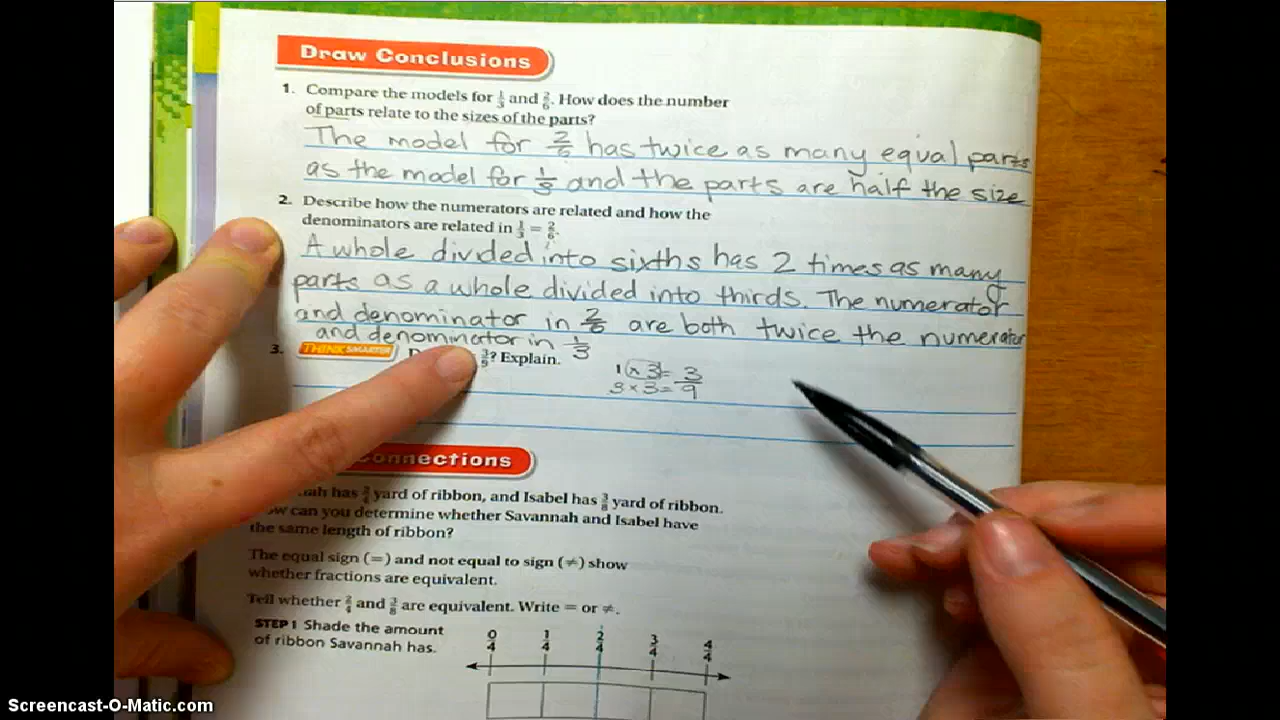 Draw Conclusions
1. Compare the models for 1/3 and 2/6. How does the number
of parts relate to the sizes of the parts?
The model for 2/6 has twice as many equal parts
as the model for 1/3 and the parts are half the size
2. Describe how the numerators are related and how the
denominators are related in 1/3 = 2/6.
A whole divided into sixths has 2 times as many
parts as a whole divided into thirds. The numerator
and denominator in 2/6 are both twice the numerator
and denominator in 1/3
3. THINK SMARTER 3/9? Explain.
1 × 3 = 3
3 × 3 = 9
onnections
has 2/4 yard of ribbon, and Isabel has 3/8 yard of ribbon.
ow can you determine whether Savannah and Isabel have
the same length of ribbon?
The equal sign (=) and not equal to sign (≠) show
whether fractions are equivalent.
Tell whether 2/4 and 3/8 are equivalent. Write = or ≠.
STEP 1 Shade the amount
of ribbon Savannah has.
0/4 1/4 2/4 3/4 4/4
Screencast-O-Matic.com